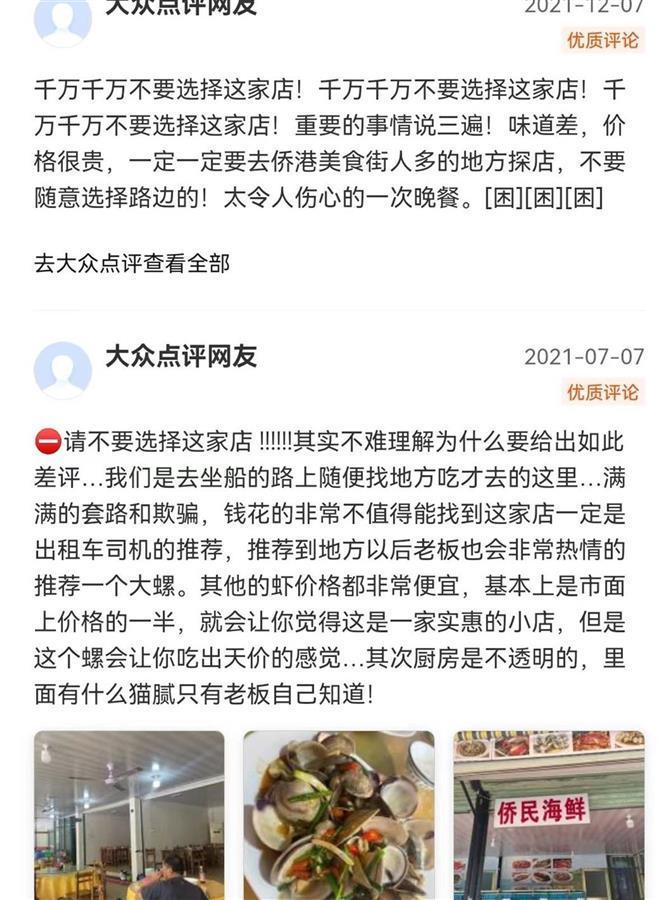 大众点评网友
2021-12-07
优质评论
千万千万不要选择这家店！千万千万不要选择这家店！千
万千万不要选择这家店！重要的事情说三遍！味道差，价
格很贵，一定一定要去侨港美食街人多的地方探店，不要
随意选择路边的！太令人伤心的一次晚餐。[困][困][困]
去大众点评查看全部
大众点评网友
2021-07-07
优质评论
⛔请不要选择这家店 !!!!!!其实不难理解为什么要给出如此
差评…我们是去坐船的路上随便找地方吃才去的这里…满
满的套路和欺骗，钱花的非常不值得能找到这家店一定是
出租车司机的推荐，推荐到地方以后老板也会非常热情的
推荐一个大螺。其他的虾价格都非常便宜，基本上是市面
上价格的一半，就会让你觉得这是一家实惠的小店，但是
这个螺会让你吃出天价的感觉…其次厨房是不透明的，里
面有什么猫腻只有老板自己知道！
侨民海鲜